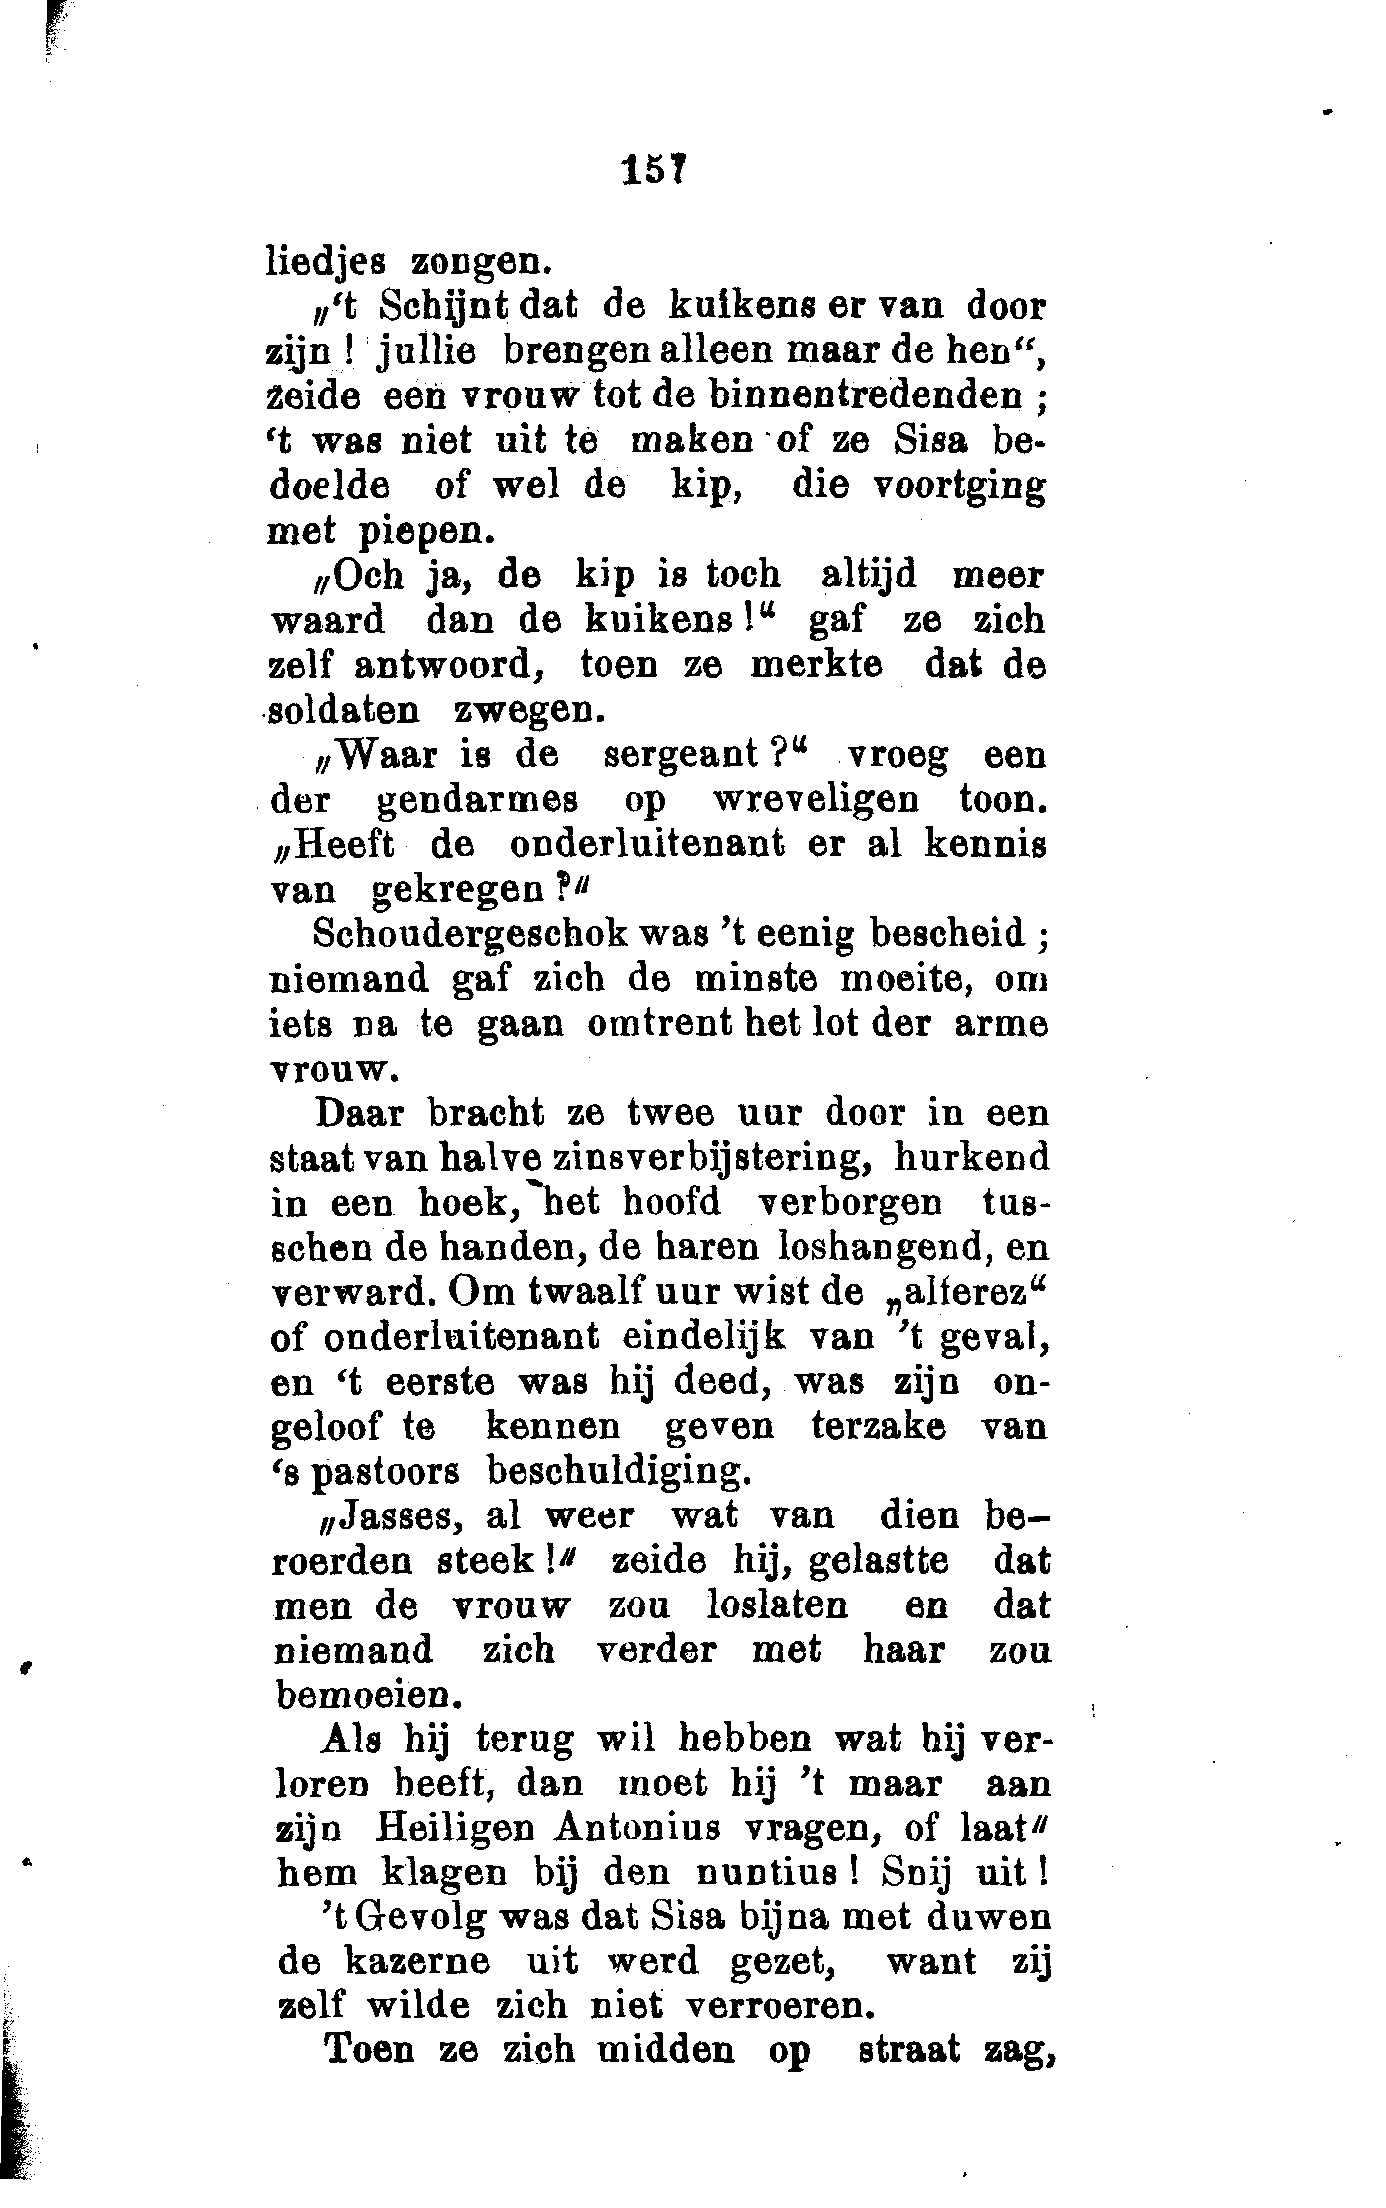 157
liedjes zongen.
„‘t Schijnt dat de kuikens er van door
zijn ! jullie brengen alleen maar de hen“,
zeide een vrouw tot de binnentredenden ;
‘t was niet uit te maken of ze Sisa be-
doelde of wel de kip, die voortging
met piepen.
„Och ja, de kip is toch altijd meer
waard dan de kuikens !“ gaf ze zich
zelf antwoord, toen ze merkte dat de
soldaten zwegen.
„Waar is de sergeant ?“ vroeg een
der gendarmes op wreveligen toon.
„Heeft de onderluitenant er al kennis
van gekregen ?"
Schoudergeschok was ’t eenig bescheid ;
niemand gaf zich de minste moeite, om
iets na te gaan omtrent het lot der arme
vrouw.
Daar bracht ze twee uur door in een
staat van halve zinsverbijstering, hurkend
in een hoek, het hoofd verborgen tus-
schen de handen, de haren loshangend, en
verward. Om twaalf uur wist de „alferez“
of onderluitenant eindelijk van ’t geval,
en ‘t eerste was hij deed, was zijn on-
geloof te kennen geven terzake van
‘s pastoors beschuldiging.
„Jasses, al weer wat van dien be-
roerden steek !" zeide hij, gelastte dat
men de vrouw zou loslaten en dat
niemand zich verder met haar zou
bemoeien.
Als hij terug wil hebben wat hij ver-
loren heeft, dan moet hij ’t maar aan
zijn Heiligen Antonius vragen, of laat"
hem klagen bij den nuntius ! Snij uit !
’t Gevolg was dat Sisa bijna met duwen
de kazerne uit werd gezet, want zij
zelf wilde zich niet verroeren.
Toen ze zich midden op straat zag,